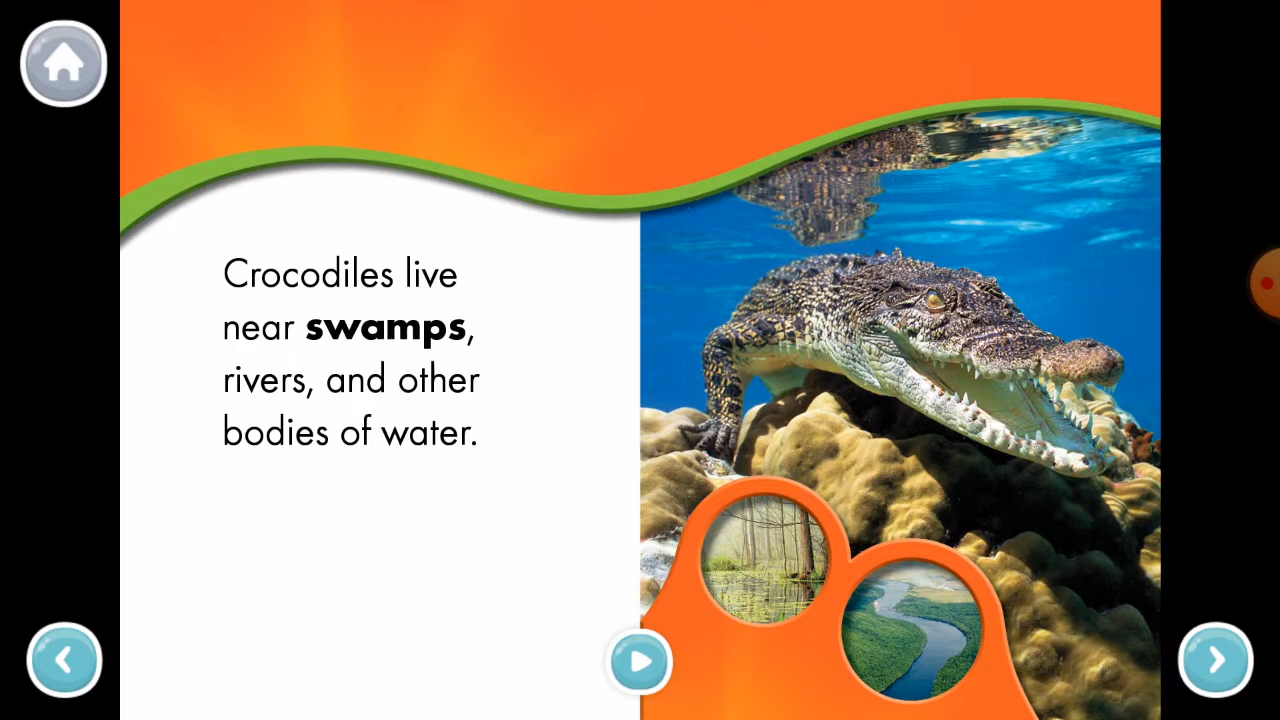 Crocodiles live
near swamps,
rivers, and other
bodies of water.